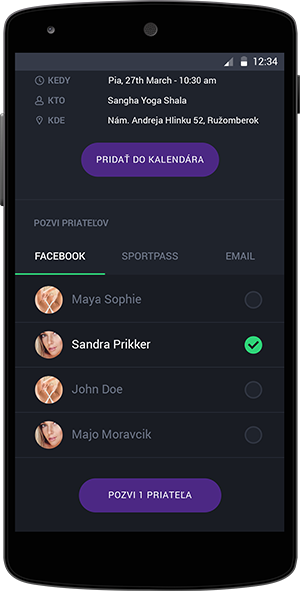 12:34
KEDY Pia, 27th March - 10:30 am
KTO Sangha Yoga Shala
KDE Nám. Andreja Hlinku 52, Ružomberok
PRIDAŤ DO KALENDÁRA
POZVI PRIATEĽOV
FACEBOOK SPORTPASS EMAIL
Maya Sophie
Sandra Prikker
John Doe
Majo Moravcik
POZVI 1 PRIATEĽA